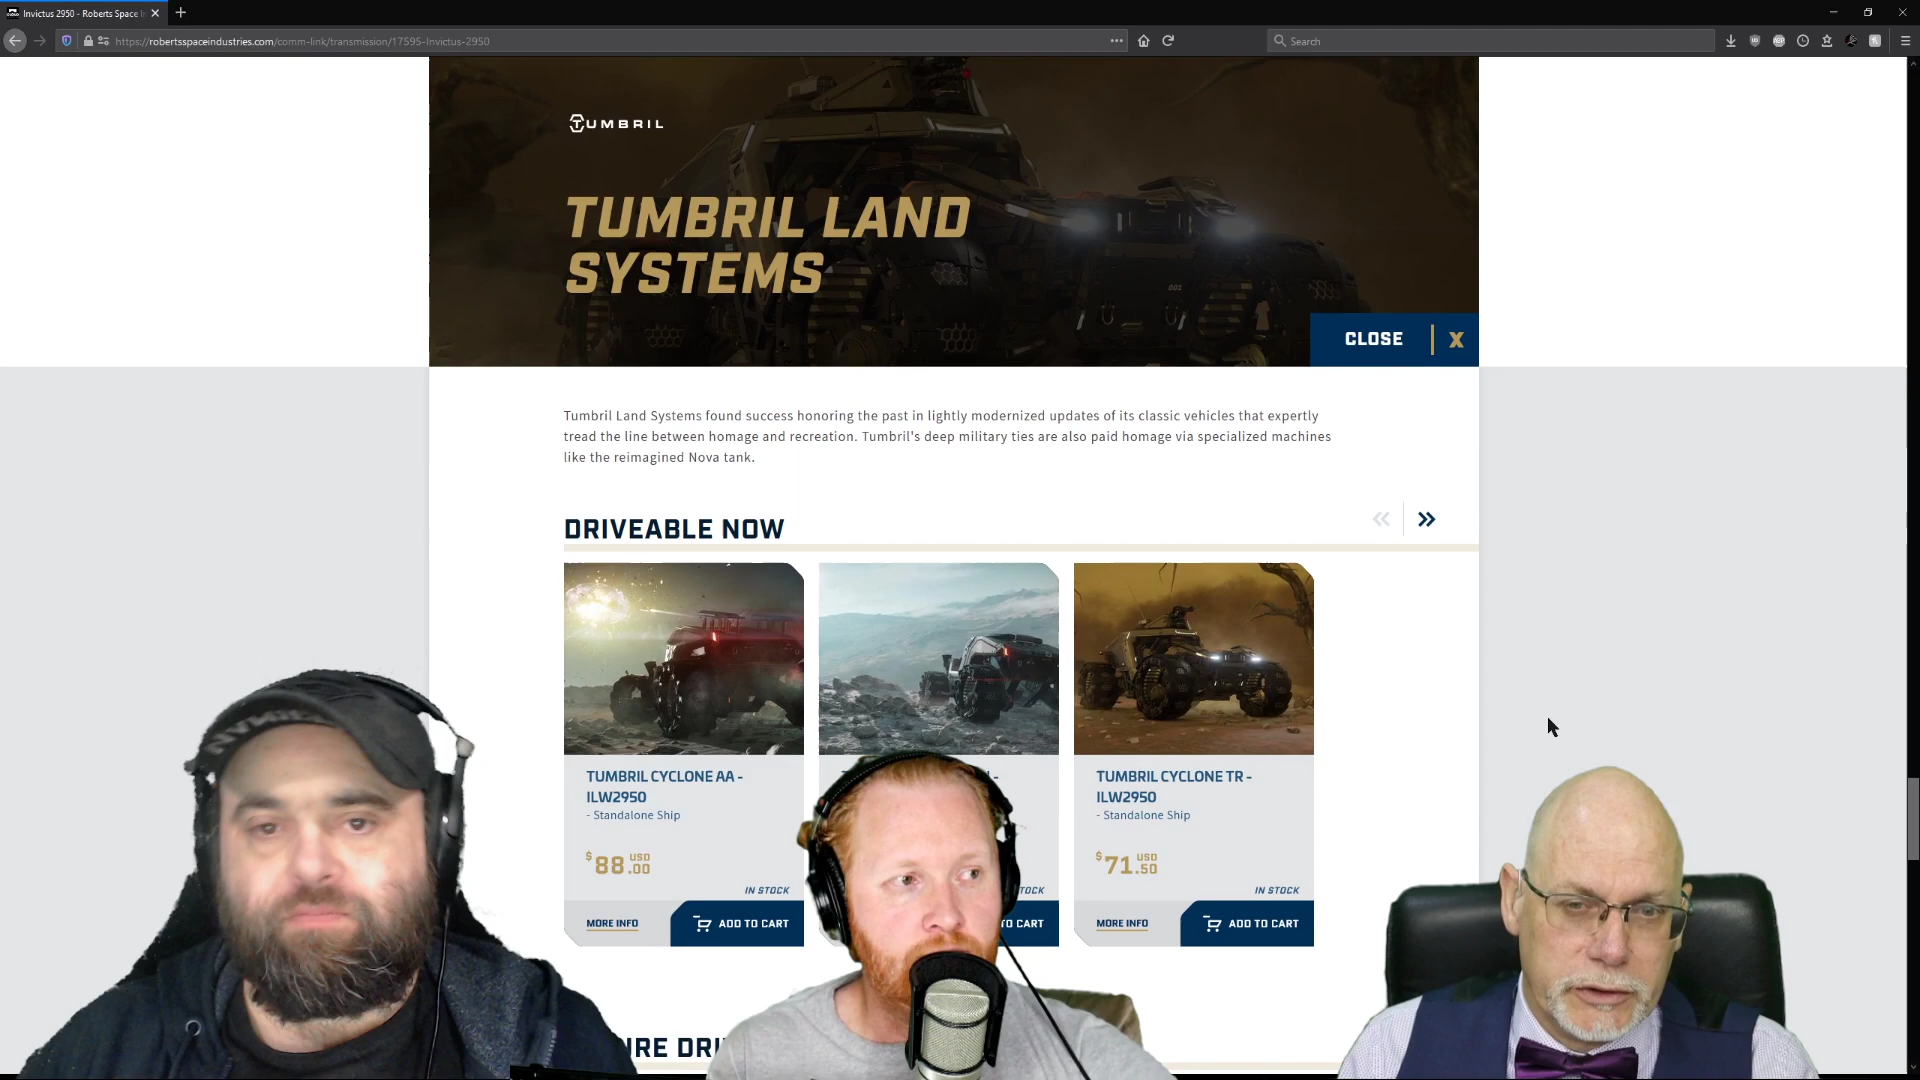 Invictus 2950 - Roberts Space I
https://robertsspaceindustries.com/comm-link/transmission/17595-Invictus-2950
Search
TUMBRIL
TUMBRIL LAND
SYSTEMS
CLOSE X
Tumbril Land Systems found success honoring the past in lightly modernized updates of its classic vehicles that expertly
tread the line between homage and recreation. Tumbril's deep military ties are also paid homage via specialized machines
like the reimagined Nova tank.
DRIVEABLE NOW
TUMBRIL CYCLONE AA -
ILW2950
- Standalone Ship
$88.00 USD
IN STOCK
MORE INFO
ADD TO CART
TOCK
TO CART
TUMBRIL CYCLONE TR -
ILW2950
- Standalone Ship
$71.50 USD
IN STOCK
MORE INFO
ADD TO CART